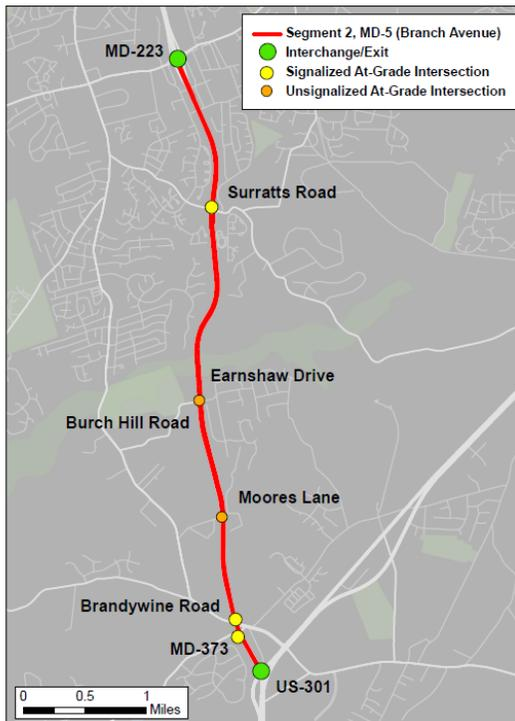 Segment 2, MD-5 (Branch Avenue)
Interchange/Exit
Signalized At-Grade Intersection
Unsignalized At-Grade Intersection
MD-223
Surratts Road
Earnshaw Drive
Burch Hill Road
Moores Lane
Brandywine Road
MD-373
US-301
0 0.5 1
Miles